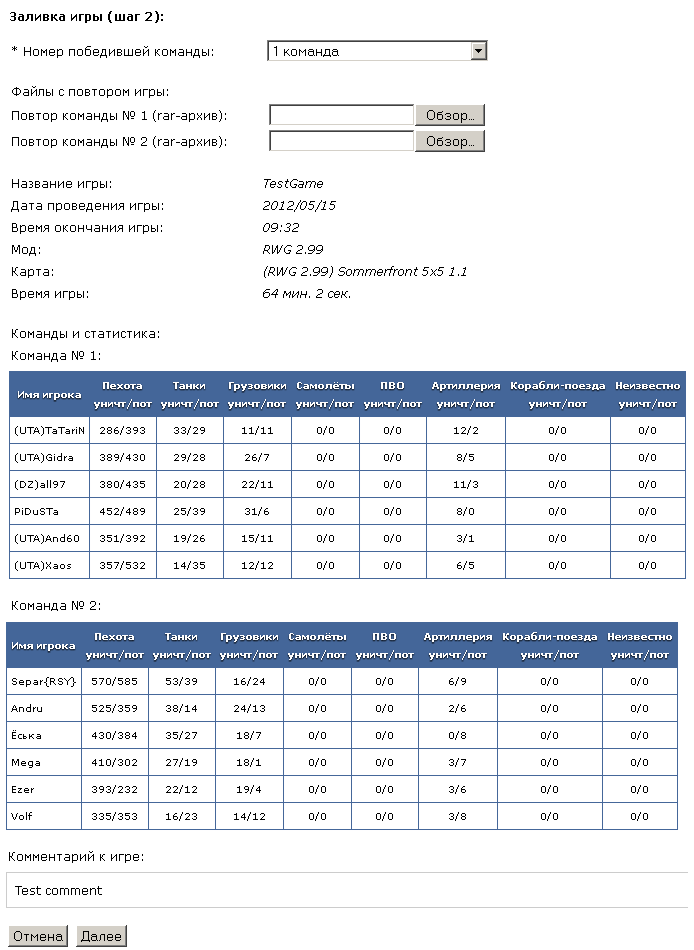 Заливка игры (шаг 2):
* Номер победившей команды: 1 команда
Файлы с повтором игры:
Повтор команды № 1 (rar-архив): Обзор...
Повтор команды № 2 (rar-архив): Обзор...
Название игры: TestGame
Дата проведения игры: 2012/05/15
Время окончания игры: 09:32
Мод: RWG 2.99
Карта: (RWG 2.99) Sommerfront 5x5 1.1
Время игры: 64 мин. 2 сек.
Команды и статистика:
Команда № 1:
Имя игрока Пехота уничт/пот Танки уничт/пот Грузовики уничт/пот Самолёты уничт/пот ПВО уничт/пот Артиллерия уничт/пот Корабли-поезда уничт/пот Неизвестно уничт/пот
(UTA)TaTariN 286/393 33/29 11/11 0/0 0/0 12/2 0/0 0/0
(UTA)Gidra 389/430 29/28 26/7 0/0 0/0 8/5 0/0 0/0
(DZ)all97 380/435 20/28 22/11 0/0 0/0 11/3 0/0 0/0
PiDuSTa 452/489 25/39 31/6 0/0 0/0 8/0 0/0 0/0
(UTA)And60 351/392 19/26 15/11 0/0 0/0 3/1 0/0 0/0
(UTA)Xaos 357/532 14/35 12/12 0/0 0/0 6/5 0/0 0/0
Команда № 2:
Имя игрока Пехота уничт/пот Танки уничт/пот Грузовики уничт/пот Самолёты уничт/пот ПВО уничт/пот Артиллерия уничт/пот Корабли-поезда уничт/пот Неизвестно уничт/пот
Separ{RSY} 570/585 53/39 16/24 0/0 0/0 6/9 0/0 0/0
Andru 525/359 38/14 24/13 0/0 0/0 2/6 0/0 0/0
Ёська 430/384 35/27 18/7 0/0 0/0 0/8 0/0 0/0
Mega 410/302 27/19 18/1 0/0 0/0 3/7 0/0 0/0
Ezer 393/232 22/12 19/4 0/0 0/0 3/6 0/0 0/0
Volf 335/353 16/23 14/12 0/0 0/0 3/8 0/0 0/0
Комментарий к игре:
Test comment
Отмена Далее